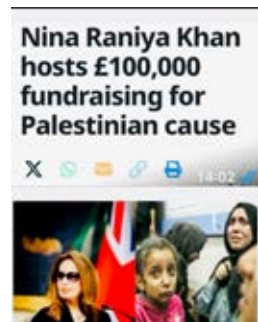 Nina Raniya Khan
hosts £100,000
fundraising for
Palestinian cause
14:02